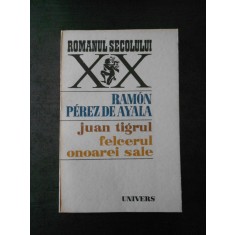 ROMANUL SECOLULUI
XX
RAMÓN
PÉREZ DE AYALA
juan tigrul
felcerul
onoarei sale
UNIVERS